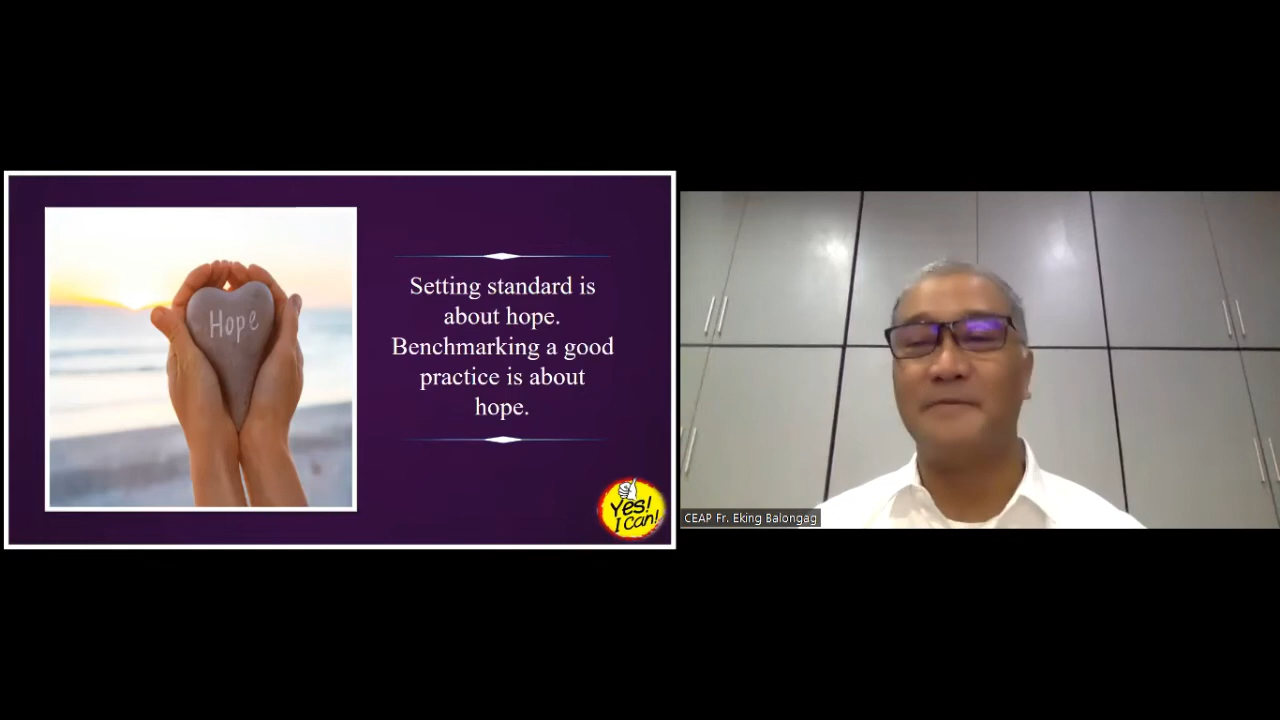 Hope
Setting standard is
about hope.
Benchmarking a good
practice is about
hope.
Yes!
I can!
CEAP Fr. Eking Balongag